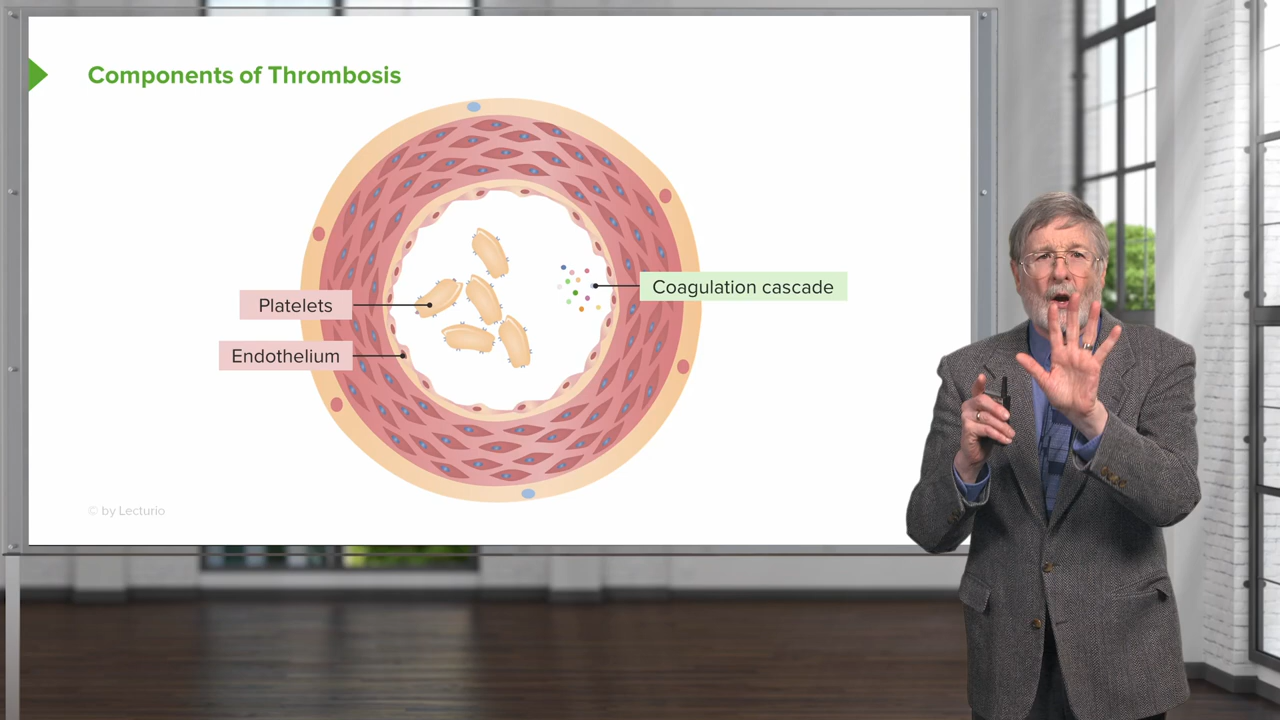 Components of Thrombosis
Coagulation cascade
Platelets
Endothelium
© by Lecturio